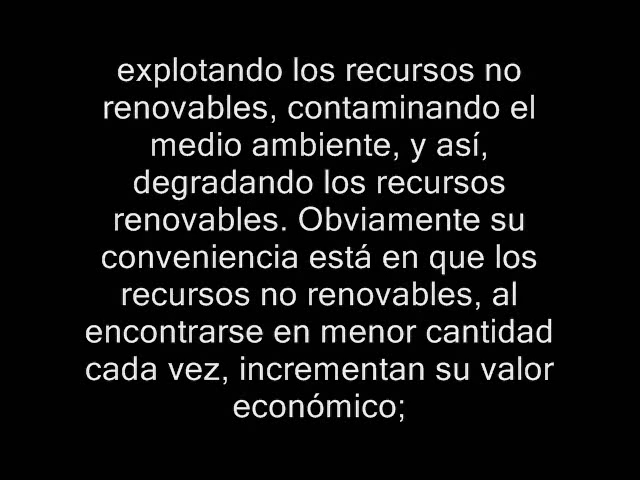 explotando los recursos no
renovables, contaminando el
medio ambiente, y así,
degradando los recursos
renovables. Obviamente su
conveniencia está en que los
recursos no renovables, al
encontrarse en menor cantidad
cada vez, incrementan su valor
económico;